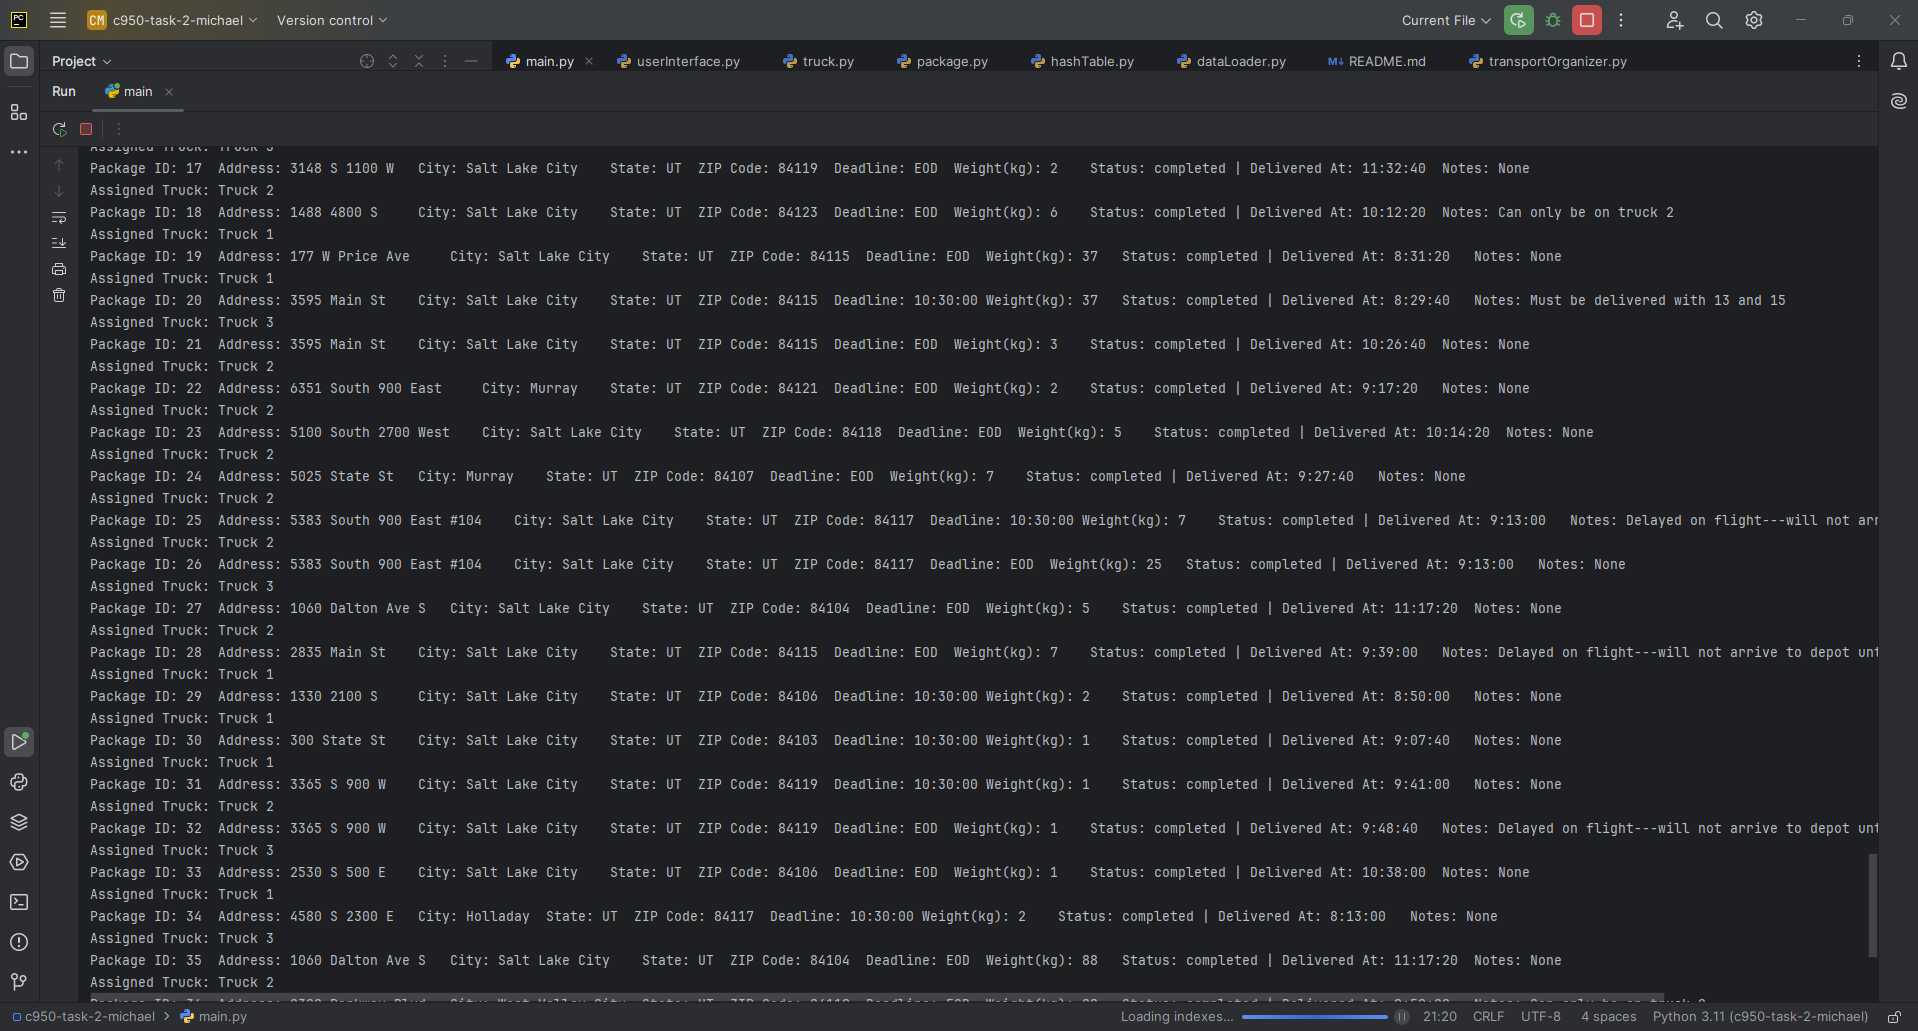 PC
CM c950-task-2-michael Version control Current File
Project main.py userInterface.py truck.py package.py hashTable.py dataLoader.py M↓ README.md transportOrganizer.py
Run main
Assigned Truck: Truck 3
Package ID: 17 Address: 3148 S 1100 W City: Salt Lake City State: UT ZIP Code: 84119 Deadline: EOD Weight(kg): 2 Status: completed | Delivered At: 11:32:40 Notes: None
Assigned Truck: Truck 2
Package ID: 18 Address: 1488 4800 S City: Salt Lake City State: UT ZIP Code: 84123 Deadline: EOD Weight(kg): 6 Status: completed | Delivered At: 10:12:20 Notes: Can only be on truck 2
Assigned Truck: Truck 1
Package ID: 19 Address: 177 W Price Ave City: Salt Lake City State: UT ZIP Code: 84115 Deadline: EOD Weight(kg): 37 Status: completed | Delivered At: 8:31:20 Notes: None
Assigned Truck: Truck 1
Package ID: 20 Address: 3595 Main St City: Salt Lake City State: UT ZIP Code: 84115 Deadline: 10:30:00 Weight(kg): 37 Status: completed | Delivered At: 8:29:40 Notes: Must be delivered with 13 and 15
Assigned Truck: Truck 3
Package ID: 21 Address: 3595 Main St City: Salt Lake City State: UT ZIP Code: 84115 Deadline: EOD Weight(kg): 3 Status: completed | Delivered At: 10:26:40 Notes: None
Assigned Truck: Truck 2
Package ID: 22 Address: 6351 South 900 East City: Murray State: UT ZIP Code: 84121 Deadline: EOD Weight(kg): 2 Status: completed | Delivered At: 9:17:20 Notes: None
Assigned Truck: Truck 2
Package ID: 23 Address: 5100 South 2700 West City: Salt Lake City State: UT ZIP Code: 84118 Deadline: EOD Weight(kg): 5 Status: completed | Delivered At: 10:14:20 Notes: None
Assigned Truck: Truck 2
Package ID: 24 Address: 5025 State St City: Murray State: UT ZIP Code: 84107 Deadline: EOD Weight(kg): 7 Status: completed | Delivered At: 9:27:40 Notes: None
Assigned Truck: Truck 2
Package ID: 25 Address: 5383 South 900 East #104 City: Salt Lake City State: UT ZIP Code: 84117 Deadline: 10:30:00 Weight(kg): 7 Status: completed | Delivered At: 9:13:00 Notes: Delayed on flight---will not arr
Assigned Truck: Truck 2
Package ID: 26 Address: 5383 South 900 East #104 City: Salt Lake City State: UT ZIP Code: 84117 Deadline: EOD Weight(kg): 25 Status: completed | Delivered At: 9:13:00 Notes: None
Assigned Truck: Truck 3
Package ID: 27 Address: 1060 Dalton Ave S City: Salt Lake City State: UT ZIP Code: 84104 Deadline: EOD Weight(kg): 5 Status: completed | Delivered At: 11:17:20 Notes: None
Assigned Truck: Truck 2
Package ID: 28 Address: 2835 Main St City: Salt Lake City State: UT ZIP Code: 84115 Deadline: EOD Weight(kg): 7 Status: completed | Delivered At: 9:39:00 Notes: Delayed on flight---will not arrive to depot unt
Assigned Truck: Truck 1
Package ID: 29 Address: 1330 2100 S City: Salt Lake City State: UT ZIP Code: 84106 Deadline: 10:30:00 Weight(kg): 2 Status: completed | Delivered At: 8:50:00 Notes: None
Assigned Truck: Truck 1
Package ID: 30 Address: 300 State St City: Salt Lake City State: UT ZIP Code: 84103 Deadline: 10:30:00 Weight(kg): 1 Status: completed | Delivered At: 9:07:40 Notes: None
Assigned Truck: Truck 1
Package ID: 31 Address: 3365 S 900 W City: Salt Lake City State: UT ZIP Code: 84119 Deadline: 10:30:00 Weight(kg): 1 Status: completed | Delivered At: 9:41:00 Notes: None
Assigned Truck: Truck 2
Package ID: 32 Address: 3365 S 900 W City: Salt Lake City State: UT ZIP Code: 84119 Deadline: EOD Weight(kg): 1 Status: completed | Delivered At: 9:48:40 Notes: Delayed on flight---will not arrive to depot unt
Assigned Truck: Truck 3
Package ID: 33 Address: 2530 S 500 E City: Salt Lake City State: UT ZIP Code: 84106 Deadline: EOD Weight(kg): 1 Status: completed | Delivered At: 10:38:00 Notes: None
Assigned Truck: Truck 1
Package ID: 34 Address: 4580 S 2300 E City: Holladay State: UT ZIP Code: 84117 Deadline: 10:30:00 Weight(kg): 2 Status: completed | Delivered At: 8:13:00 Notes: None
Assigned Truck: Truck 3
Package ID: 35 Address: 1060 Dalton Ave S City: Salt Lake City State: UT ZIP Code: 84104 Deadline: EOD Weight(kg): 88 Status: completed | Delivered At: 11:17:20 Notes: None
Assigned Truck: Truck 2
c950-task-2-michael main.py Loading indexes... 21:20 CRLF UTF-8 4 spaces Python 3.11 (c950-task-2-michael)